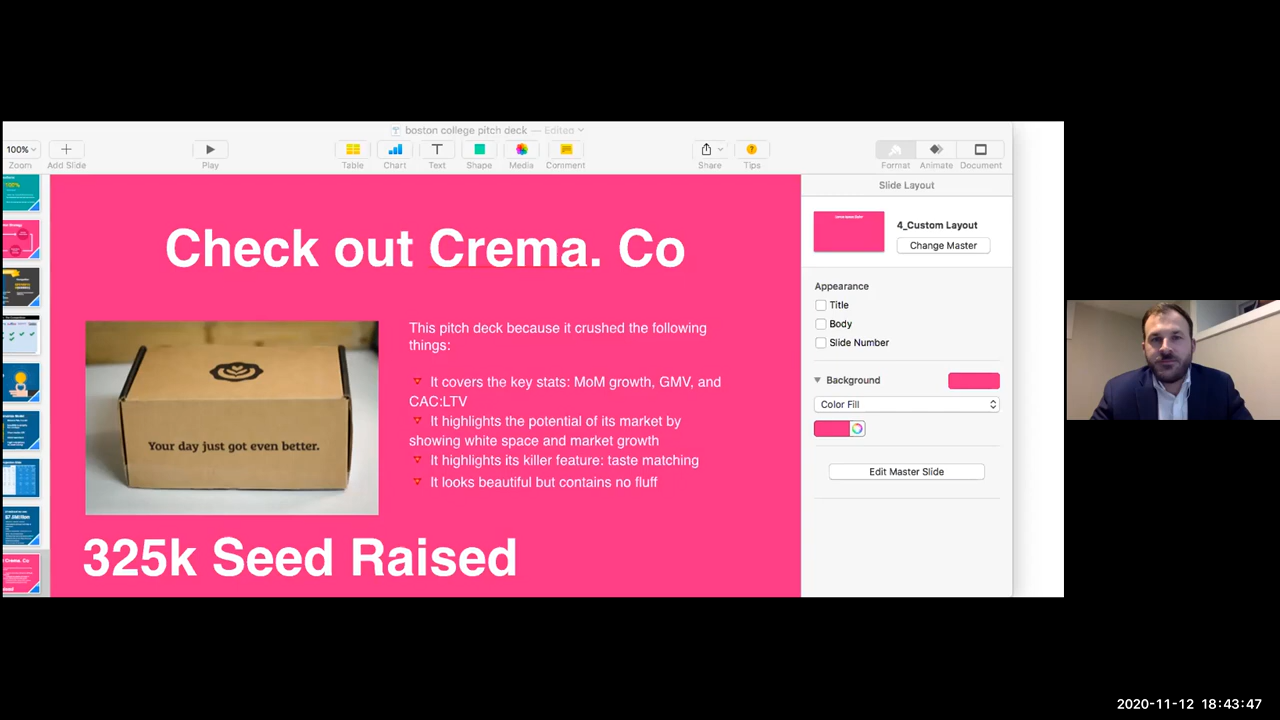 boston college pitch deck — Edited
100%
Zoom
Add Slide
Play
Table
Chart
Text
Shape
Media
Comment
Share
Tips
Format
Animate
Document
Check out Crema. Co
This pitch deck because it crushed the following
things:
It covers the key stats: MoM growth, GMV, and
CAC:LTV
It highlights the potential of its market by
showing white space and market growth
It highlights its killer feature: taste matching
It looks beautiful but contains no fluff
Your day just got even better.
325k Seed Raised
Slide Layout
4_Custom Layout
Change Master
Appearance
Title
Body
Slide Number
Background
Color Fill
Edit Master Slide
2020-11-12 18:43:47